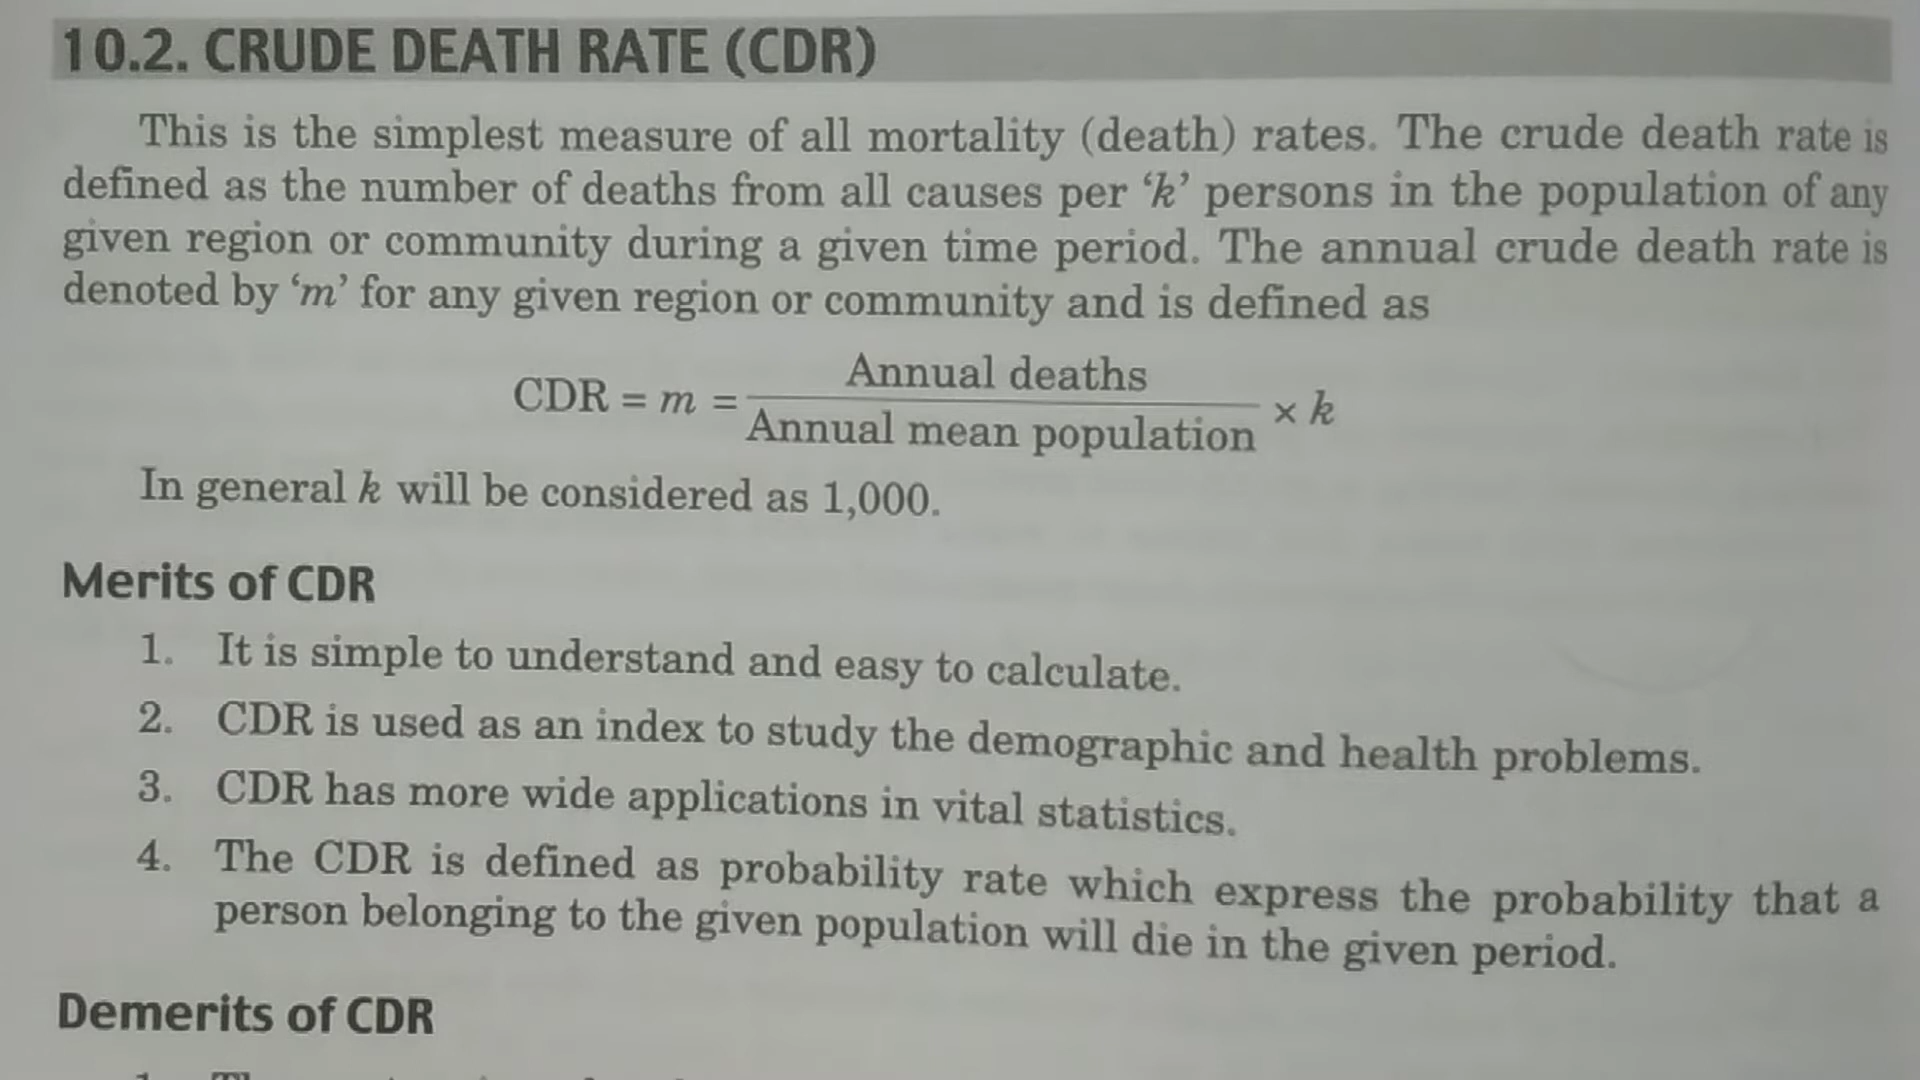 10.2. CRUDE DEATH RATE (CDR)
This is the simplest measure of all mortality (death) rates. The crude death rate is
defined as the number of deaths from all causes per ‘k’ persons in the population of any
given region or community during a given time period. The annual crude death rate is
denoted by ‘m’ for any given region or community and is defined as
CDR = m = Annual deaths / Annual mean population × k
In general k will be considered as 1,000.
Merits of CDR
1. It is simple to understand and easy to calculate.
2. CDR is used as an index to study the demographic and health problems.
3. CDR has more wide applications in vital statistics.
4. The CDR is defined as probability rate which express the probability that a
person belonging to the given population will die in the given period.
Demerits of CDR